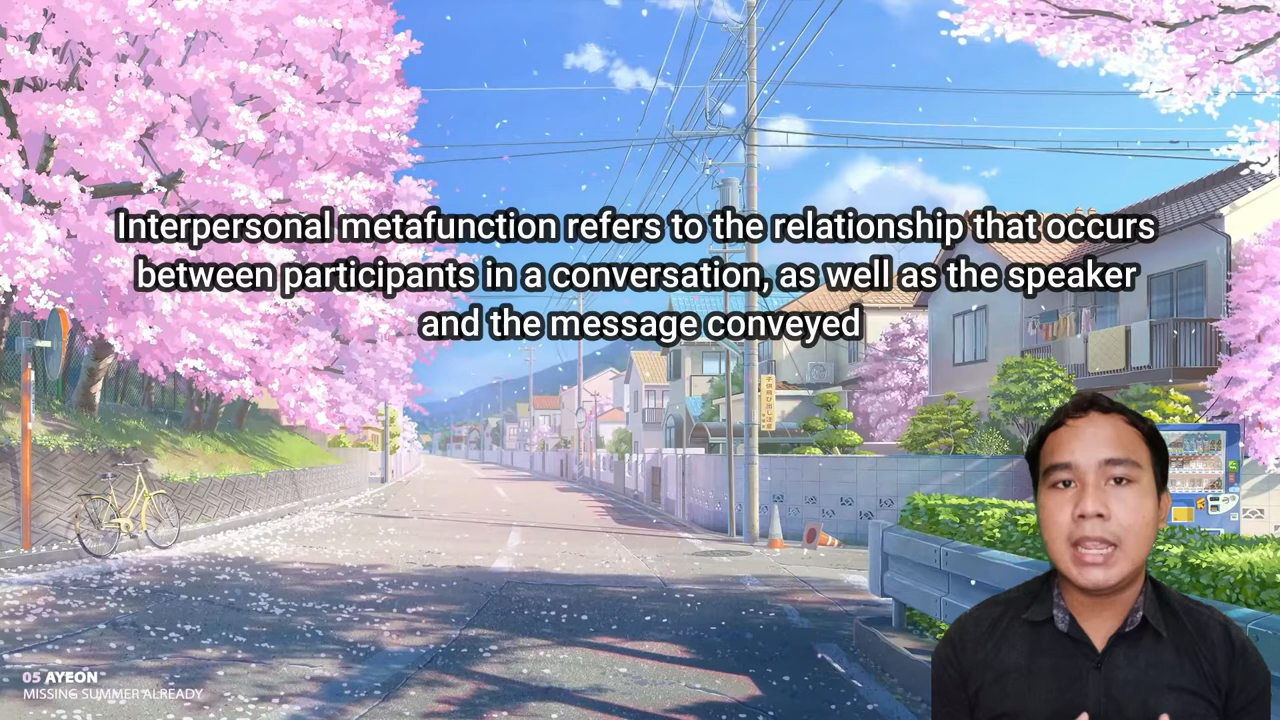 Interpersonal metafunction refers to the relationship that occurs
between participants in a conversation, as well as the speaker
and the message conveyed
05 AYEON
MISSING SUMMER ALREADY